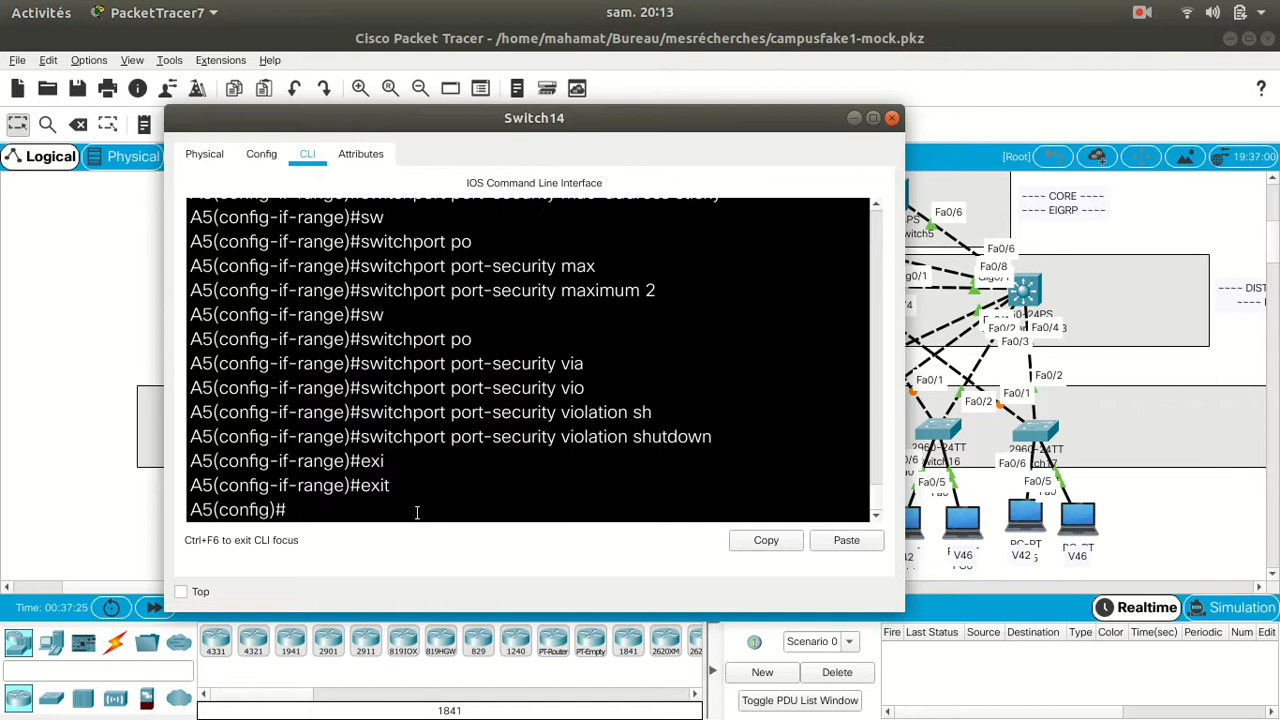 Activités PacketTracer7 sam. 20:13
Cisco Packet Tracer - /home/mahamat/Bureau/mesrécherches/campusfake1-mock.pkz
File Edit Options View Tools Extensions Help
?
Logical Physical [Root] 19:37:00
Switch14
Physical Config CLI Attributes
IOS Command Line Interface
A5(config-if-range)#sw
A5(config-if-range)#switchport po
A5(config-if-range)#switchport port-security max
A5(config-if-range)#switchport port-security maximum 2
A5(config-if-range)#sw
A5(config-if-range)#switchport po
A5(config-if-range)#switchport port-security via
A5(config-if-range)#switchport port-security vio
A5(config-if-range)#switchport port-security violation sh
A5(config-if-range)#switchport port-security violation shutdown
A5(config-if-range)#exi
A5(config-if-range)#exit
A5(config)#
Ctrl+F6 to exit CLI focus
Copy Paste
Top
---- CORE ----
---- EIGRP ----
Fa0/6
Fa0/6
Fa0/8
Fa0/4
Fa0/3
Fa0/1
Fa0/2
Fa0/2
Fa0/1
2960-24TT
Fa0/6
Fa0/5
Fa0/5
V46
V42
V46
Time: 00:37:25
Realtime Simulation
4331 4321 1941 2901 2911 819IOX 819HGW 829 1240 PT-Router PT-Empty 1841 2620XM
1841
Scenario 0
New Delete
Toggle PDU List Window
Fire Last Status Source Destination Type Color Time(sec) Periodic Num Edit